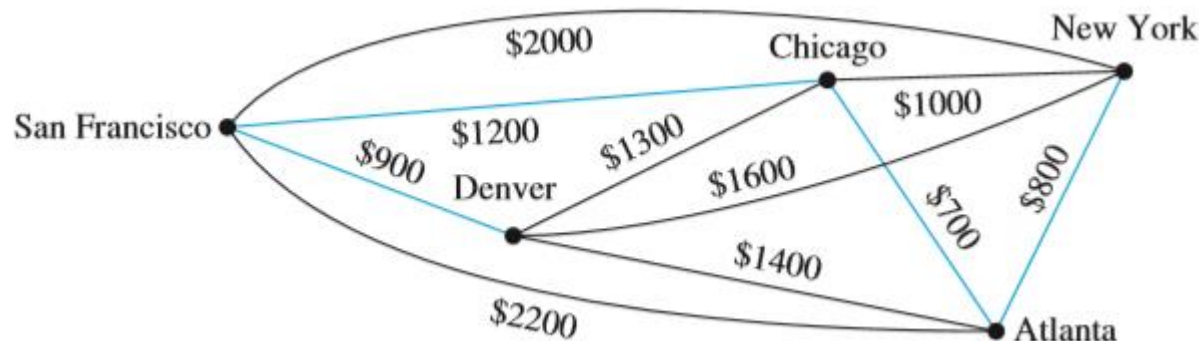 New York
$2000
Chicago
San Francisco
$1200
$1000
$900
$1300
Denver
$1600
$700
$800
$1400
$2200
Atlanta